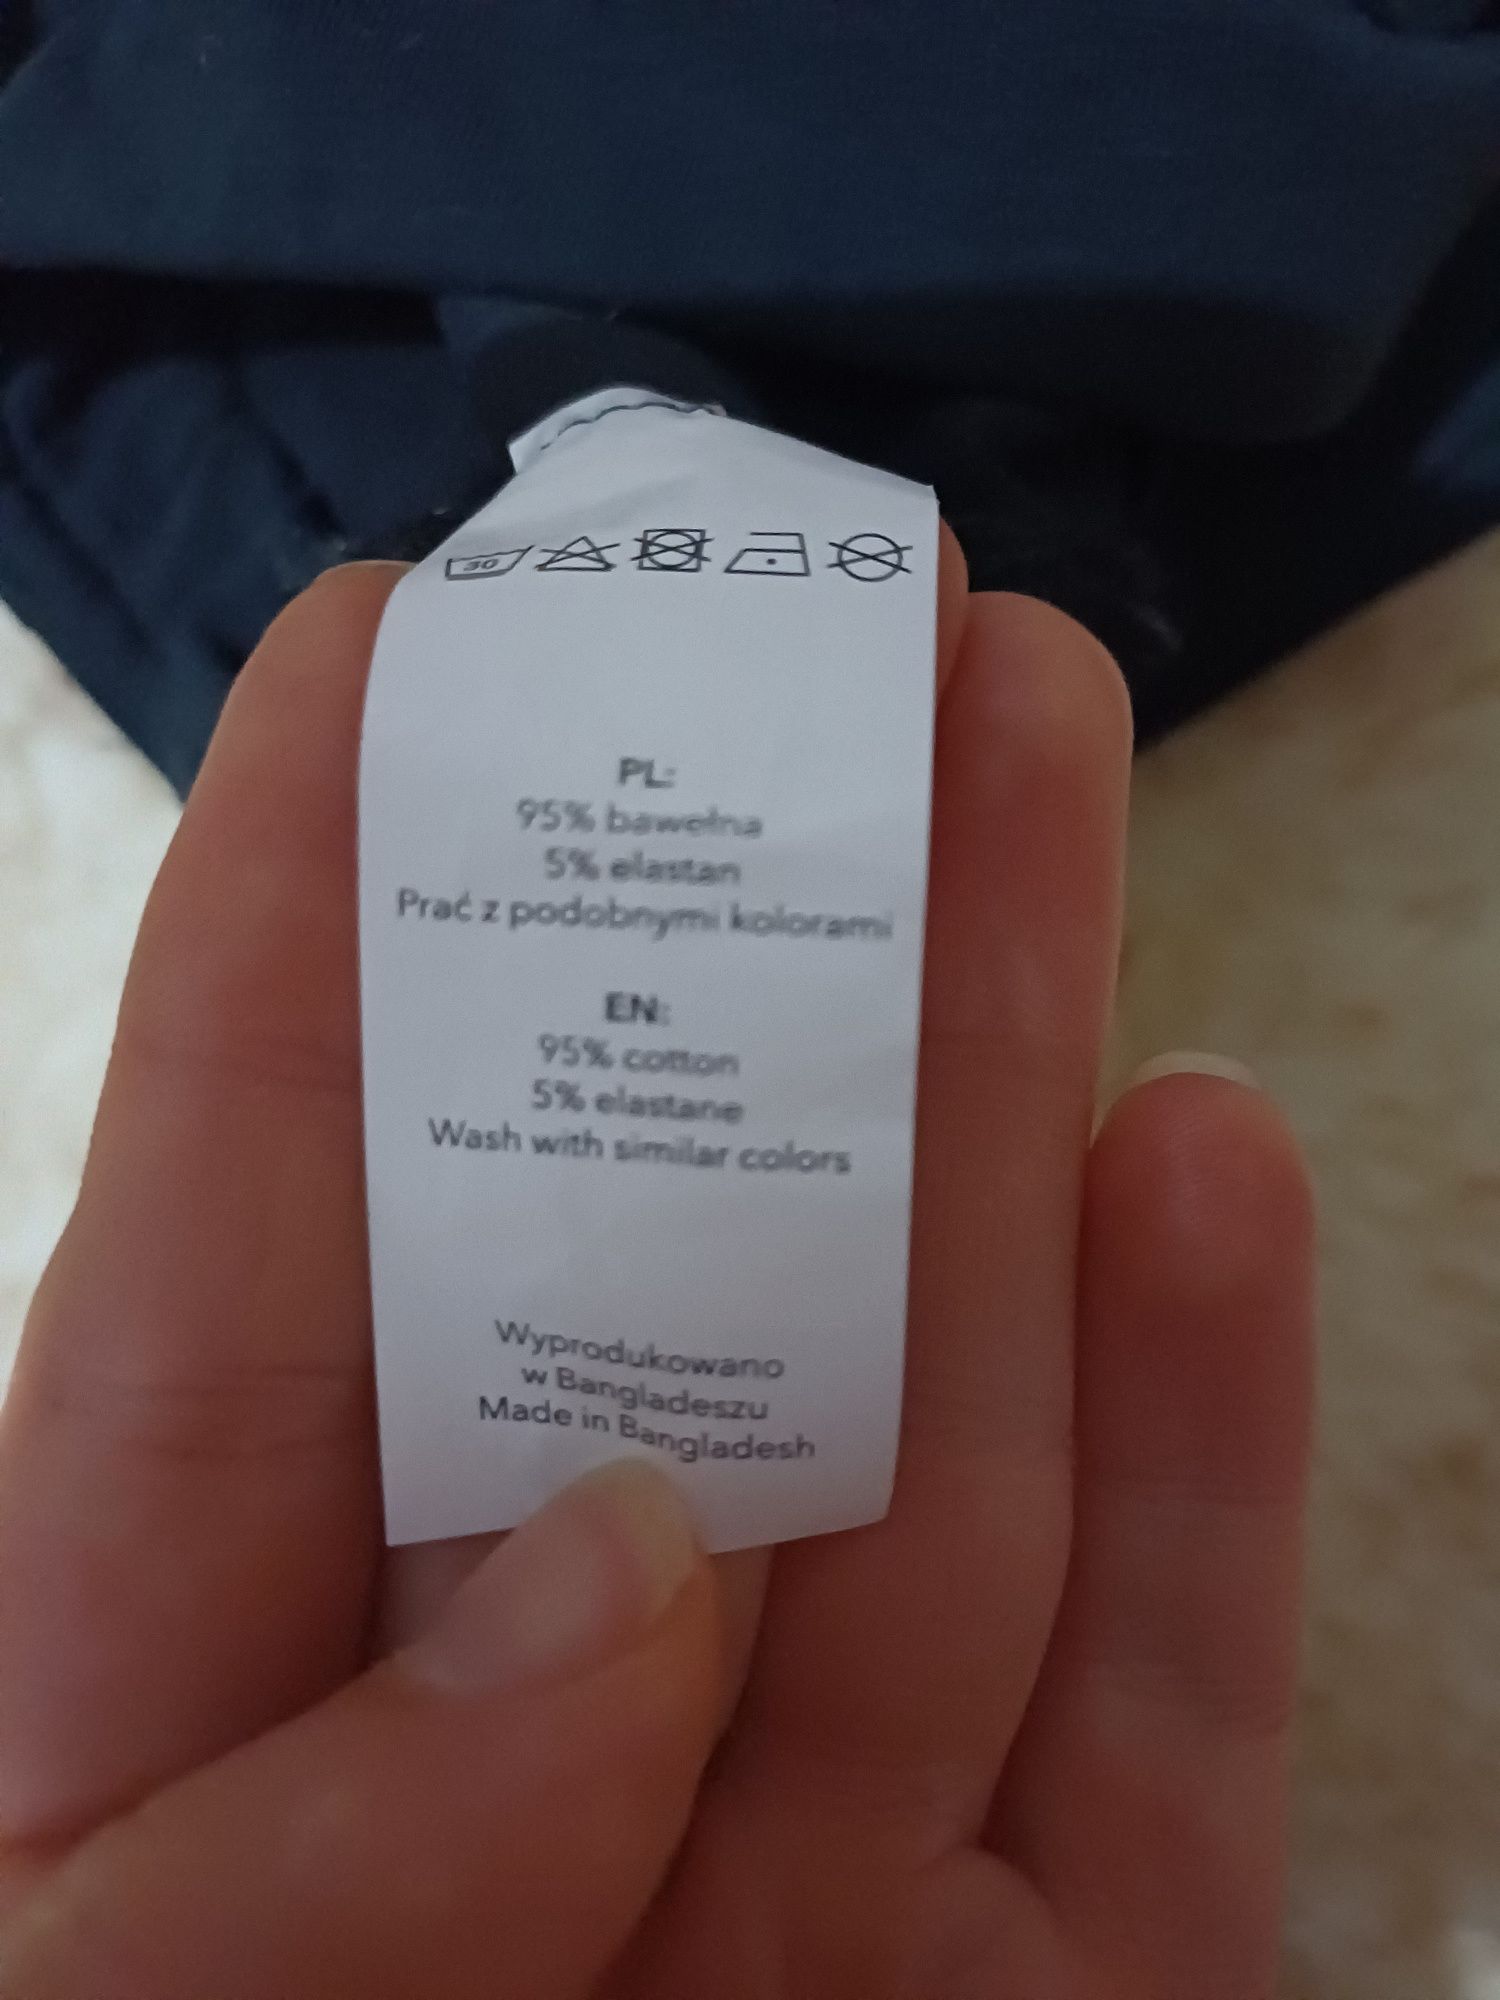 30
PL:
95% bawełna
5% elastan
Prać z podobnymi kolorami
EN:
95% cotton
5% elastane
Wash with similar colors
Wyprodukowano
w Bangladeszu
Made in Bangladesh